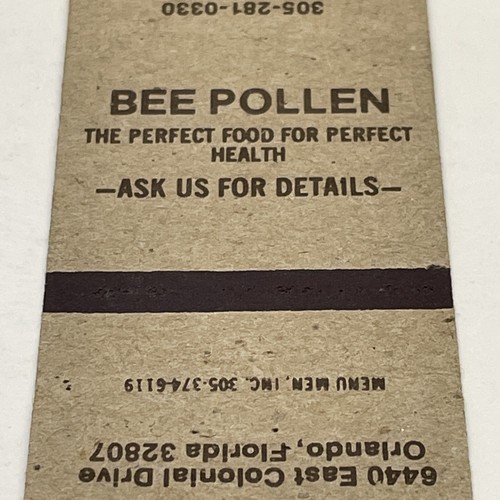 305-281-0330
BEE POLLEN
THE PERFECT FOOD FOR PERFECT
HEALTH
—ASK US FOR DETAILS—
6440 East Colonial Drive
Orlando, Florida 32807
MENU MEN, INC. 305-374-6119